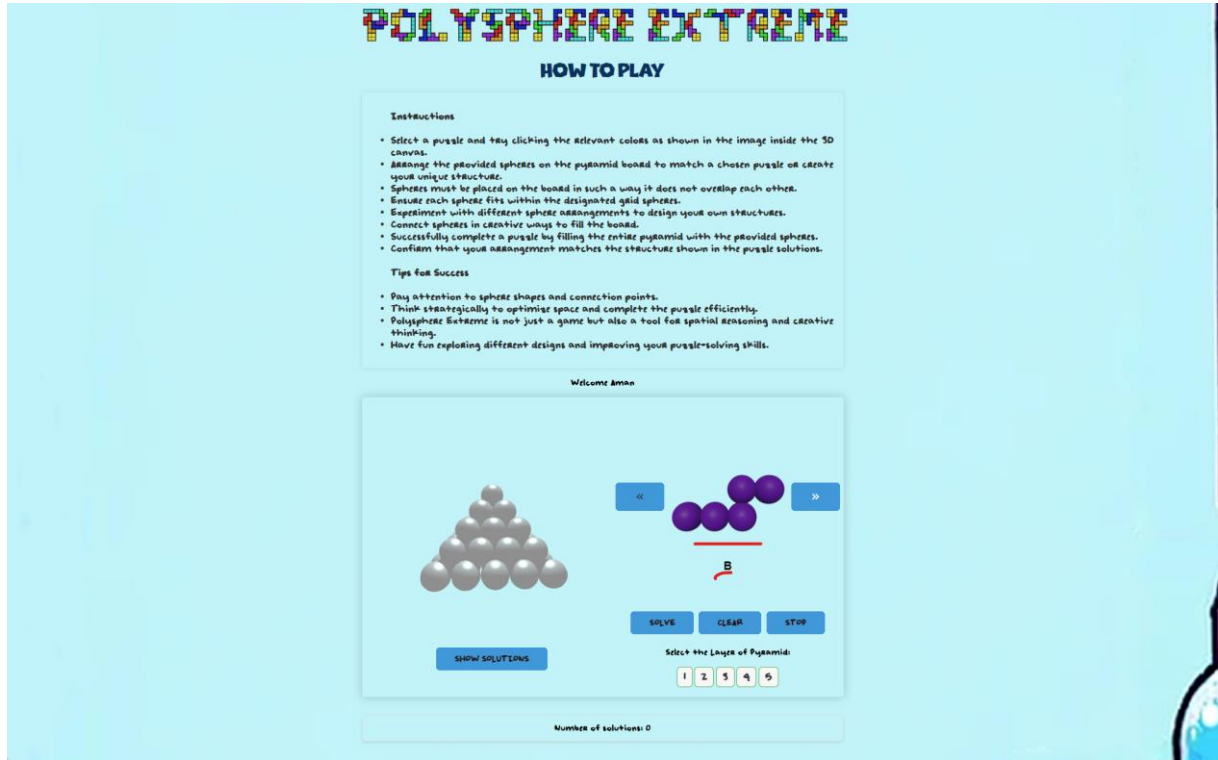 POLYSPHERE EXTREME
HOW TO PLAY
Instructions
• Select a puzzle and try clicking the relevant colors as shown in the image inside the 3D
canvas.
• Arrange the provided spheres on the pyramid board to match a chosen puzzle or create
your unique structure.
• Spheres must be placed on the board in such a way it does not overlap each other.
• Ensure each sphere fits within the designated grid spheres.
• Experiment with different sphere arrangements to design your own structures.
• Connect spheres in creative ways to fill the board.
• Successfully complete a puzzle by filling the entire pyramid with the provided spheres.
• Confirm that your arrangement matches the structure shown in the puzzle solutions.
Tips for Success
• Pay attention to sphere shapes and connection points.
• Think strategically to optimize space and complete the puzzle efficiently.
• Polysphere Extreme is not just a game but also a tool for spatial reasoning and creative
thinking.
• Have fun exploring different designs and improving your puzzle-solving skills.
Welcome Aman
« »
B
SOLVE CLEAR STOP
SHOW SOLUTIONS
Select the Layer of Pyramid:
1 2 3 4 5
Number of solutions: 0